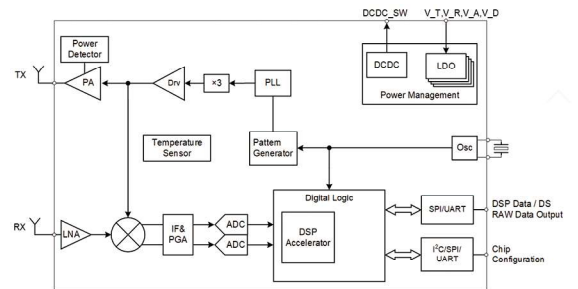 DCDC_SW
V_T,V_R,V_A,V_D
Power
Detector
TX
PA
Drv
×3
PLL
DCDC
LDO
Power Management
Temperature
Sensor
Pattem
Generator
Osc
Digital Logic
RX
LNA
IF&
PGA
ADC
ADC
DSP
Accelerator
SPI/UART
DSP Data / DS
RAW Data Output
I²C/SPI/
UART
Chip
Configuration